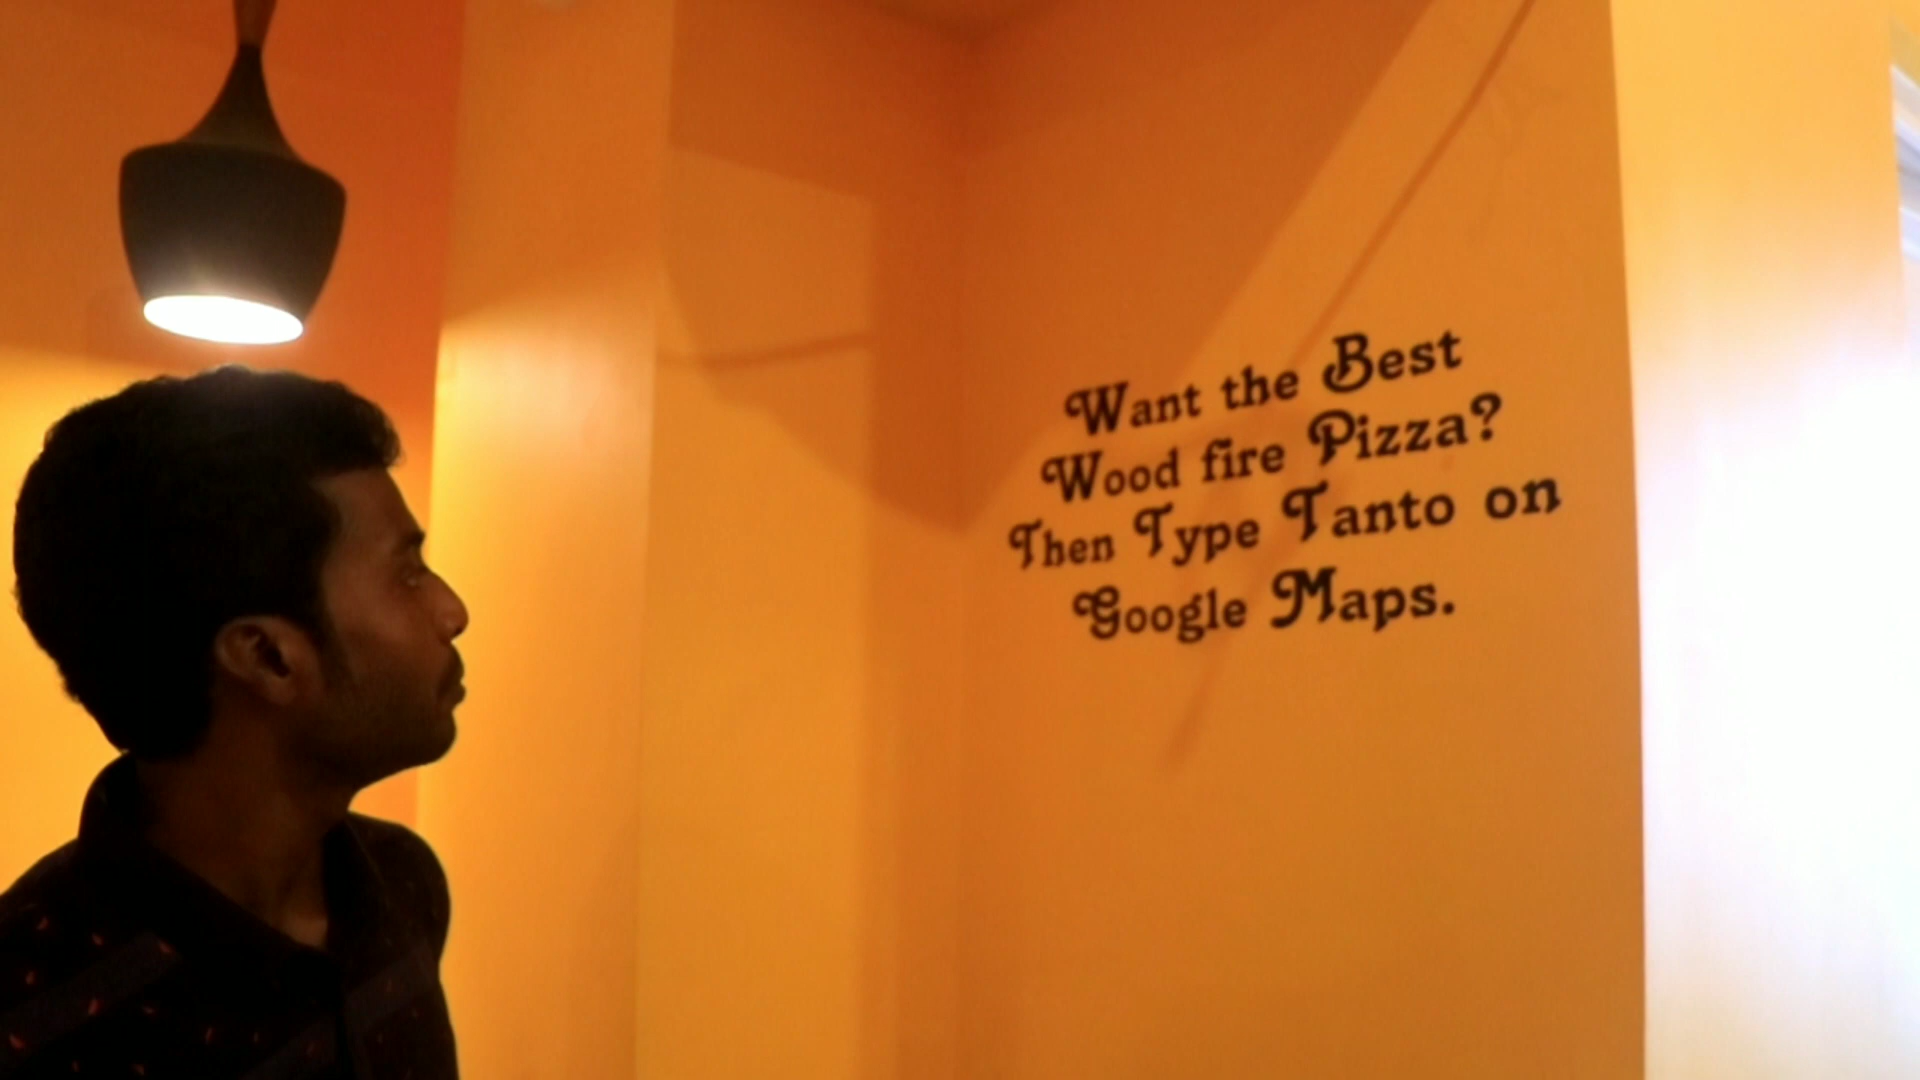 Want the Best
Wood fire Pizza?
Then Type Tanto on
Google Maps.